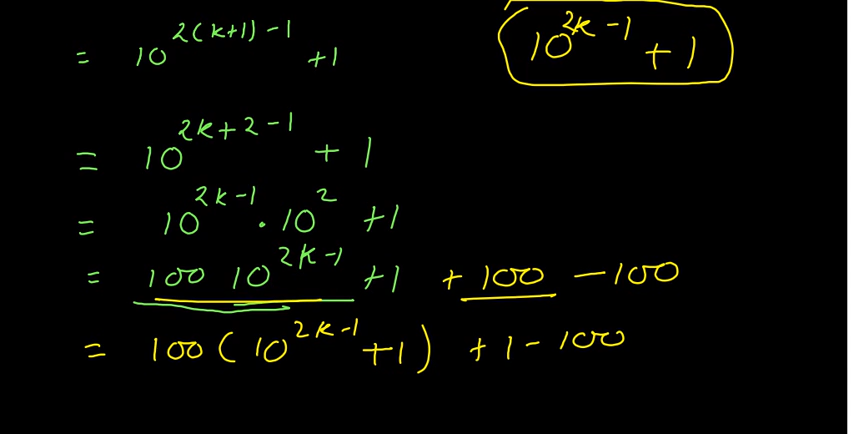 = 10^{2(k+1)-1} +1
10^{2k-1} + 1
= 10^{2k+2-1} + 1
= 10^{2k-1} · 10^{2} +1
= 100 10^{2k-1} +1 +100 -100
= 100(10^{2k-1} +1) +1-100